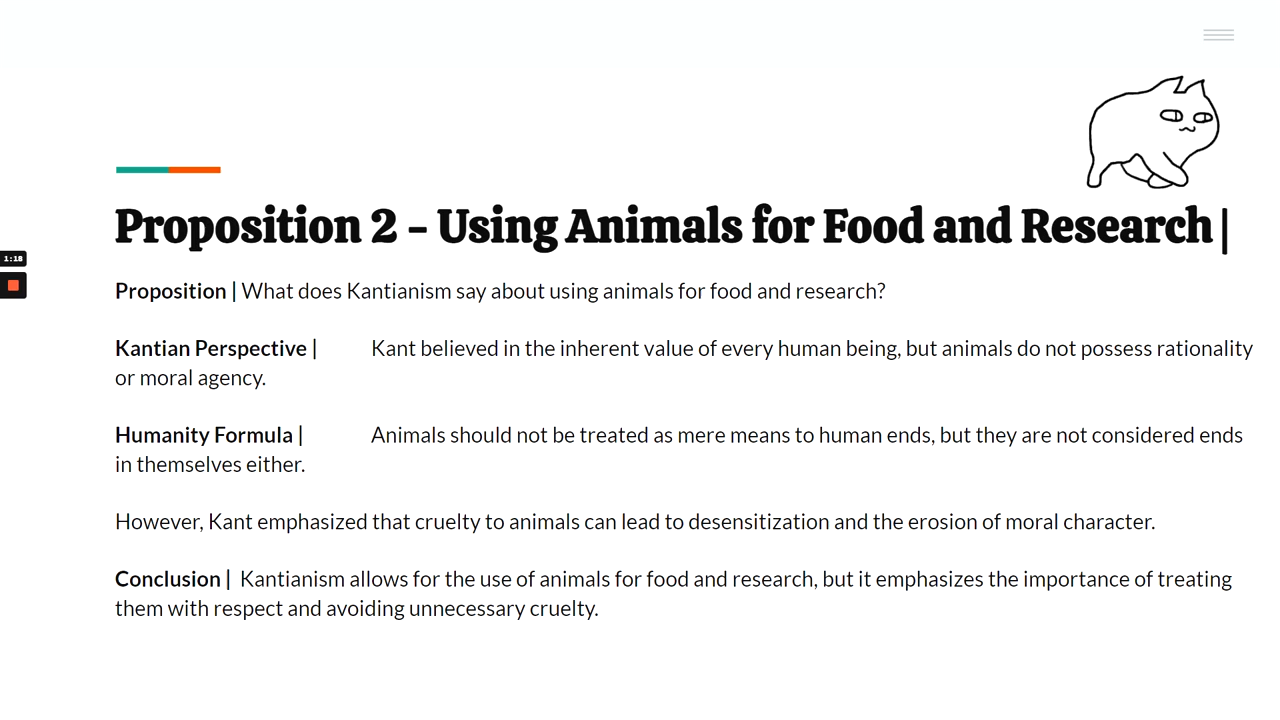 Proposition 2 – Using Animals for Food and Research|
1:18
Proposition | What does Kantianism say about using animals for food and research?
Kantian Perspective | Kant believed in the inherent value of every human being, but animals do not possess rationality
or moral agency.
Humanity Formula | Animals should not be treated as mere means to human ends, but they are not considered ends
in themselves either.
However, Kant emphasized that cruelty to animals can lead to desensitization and the erosion of moral character.
Conclusion | Kantianism allows for the use of animals for food and research, but it emphasizes the importance of treating
them with respect and avoiding unnecessary cruelty.